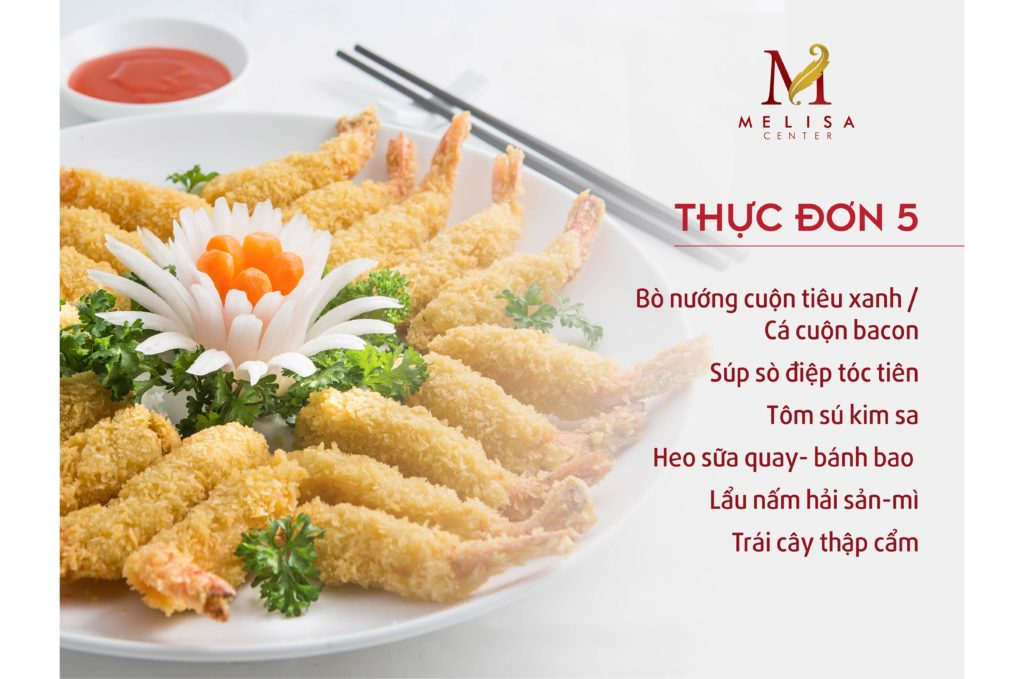 MELISA
CENTER
THỰC ĐƠN 5
Bò nướng cuộn tiêu xanh /
Cá cuộn bacon
Súp sò điệp tóc tiên
Tôm sú kim sa
Heo sữa quay- bánh bao
Lẩu nấm hải sản-mì
Trái cây thập cẩm